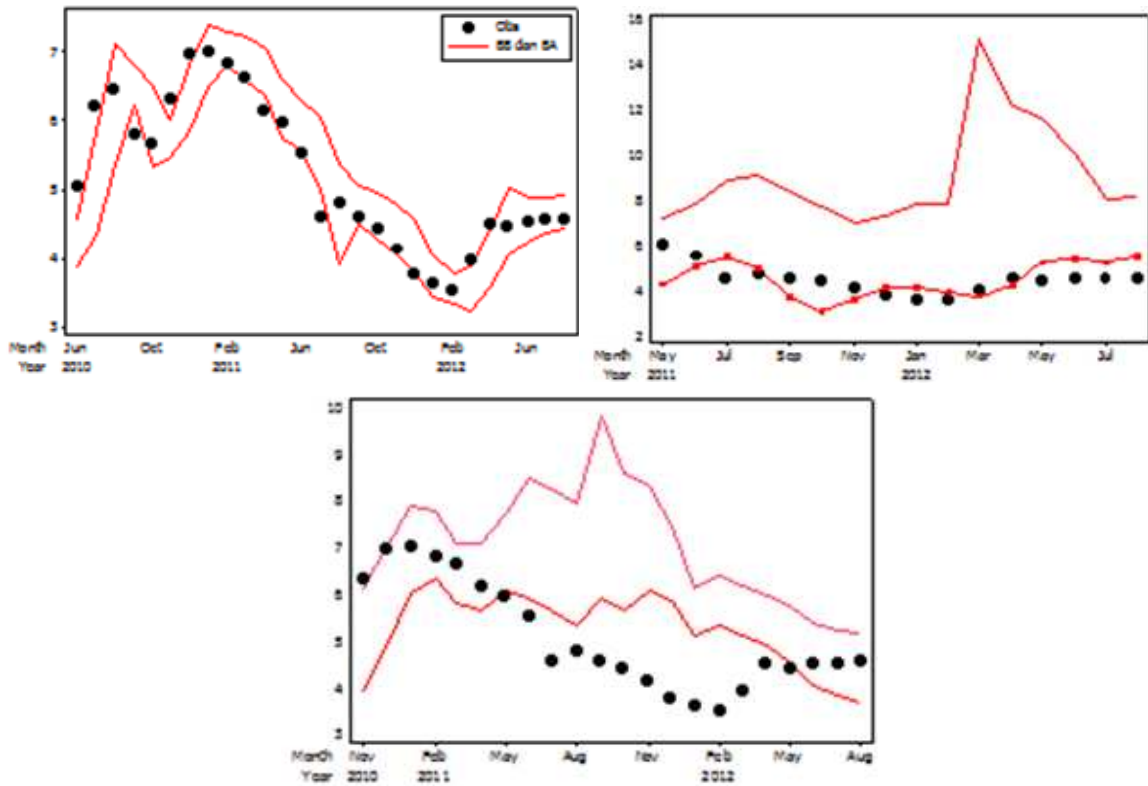 7
6
5
4
3
Obs
BB dan BA
Month Jun Oct Feb Jun Oct Feb Jun
Year 2010 2011 2012
16
14
12
10
8
6
4
2
Month May Jul Sep Nov Jan Mar May Jul
Year 2011 2012
10
9
8
7
6
5
4
3
Month Nov Feb May Aug Nov Feb May Aug
Year 2010 2011 2012